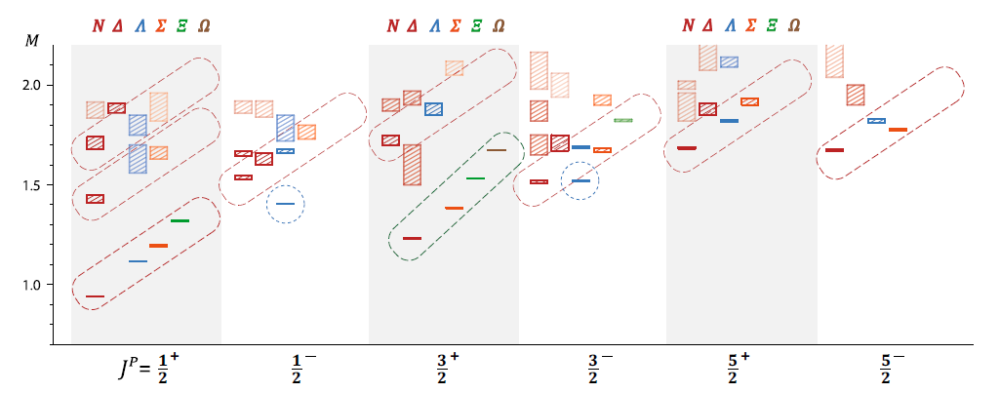 N Δ Λ Σ Ξ Ω N Δ Λ Σ Ξ Ω N Δ Λ Σ Ξ Ω
M
2.0
1.5
1.0
J^P = 1/2^+ 1/2^- 3/2^+ 3/2^- 5/2^+ 5/2^-